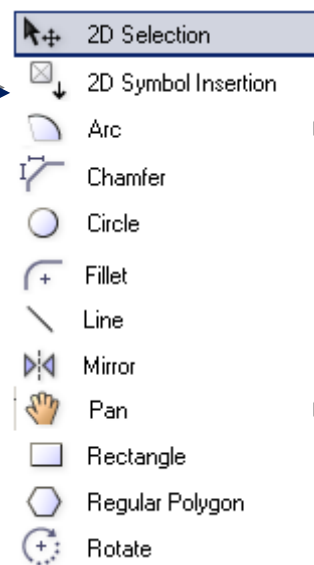 2D Selection
2D Symbol Insertion
Arc
Chamfer
Circle
Fillet
Line
Mirror
Pan
Rectangle
Regular Polygon
Rotate